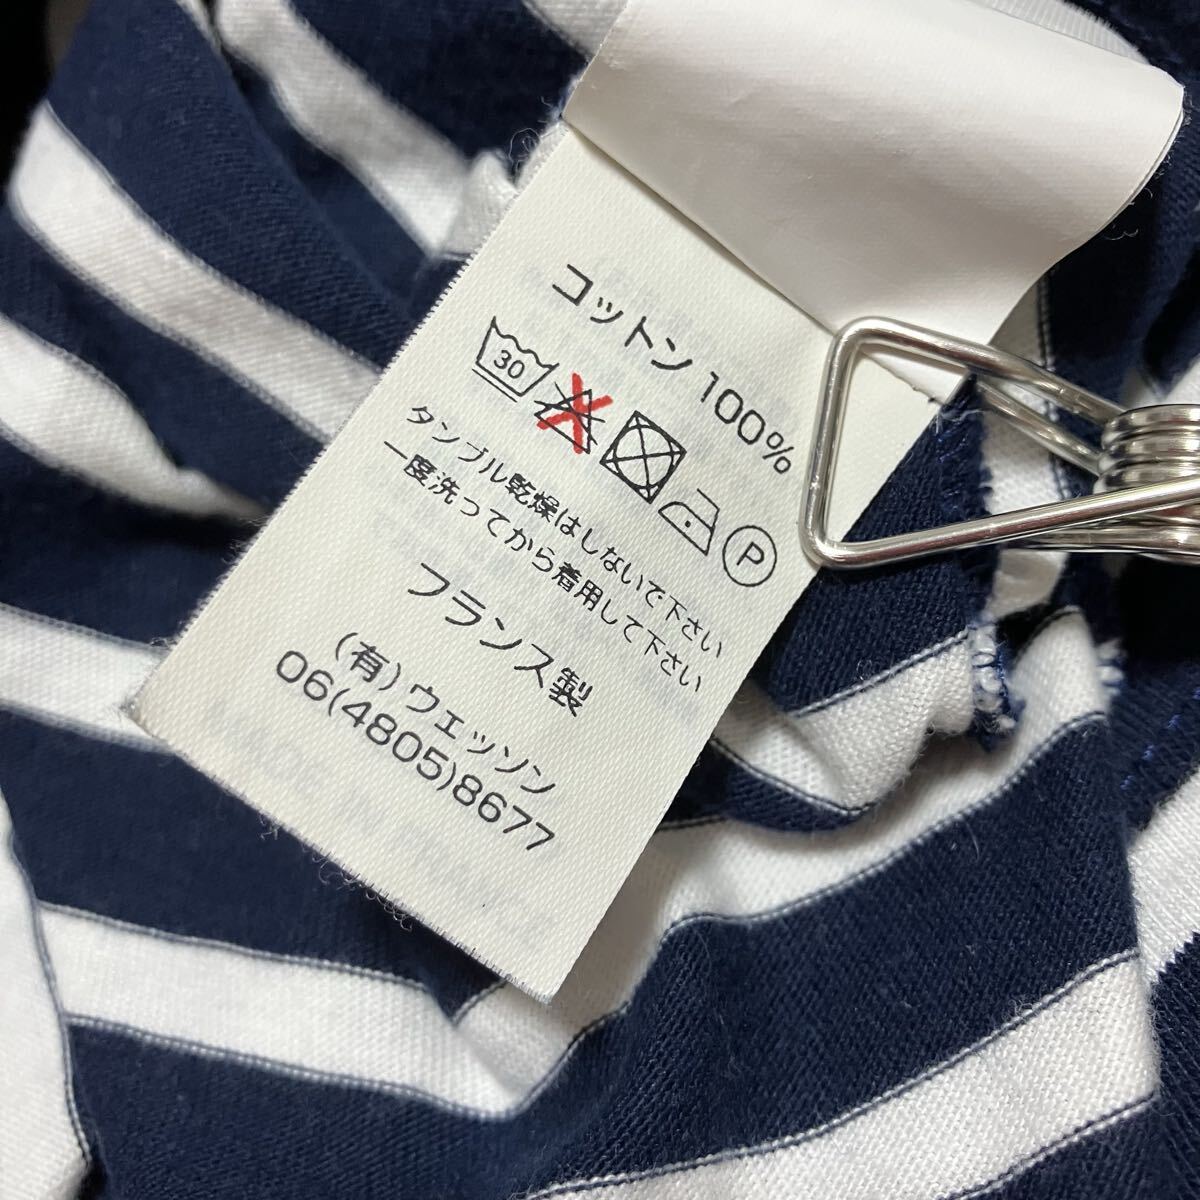 コットン 100%
30
P
タンブル乾燥はしないで下さい
一度洗ってから着用して下さい
フランス製
(有)ウェッソン
06(4805)8677